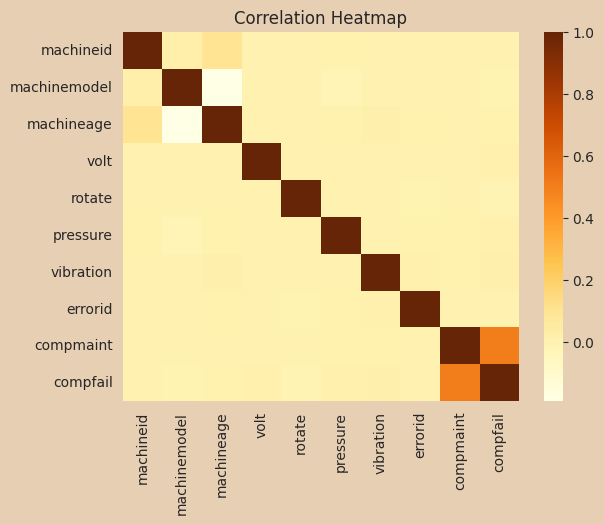 Correlation Heatmap
machineid
machinemodel
machineage
volt
rotate
pressure
vibration
errorid
compmaint
compfail
machineid
machinemodel
machineage
volt
rotate
pressure
vibration
errorid
compmaint
compfail
1.0
0.8
0.6
0.4
0.2
0.0